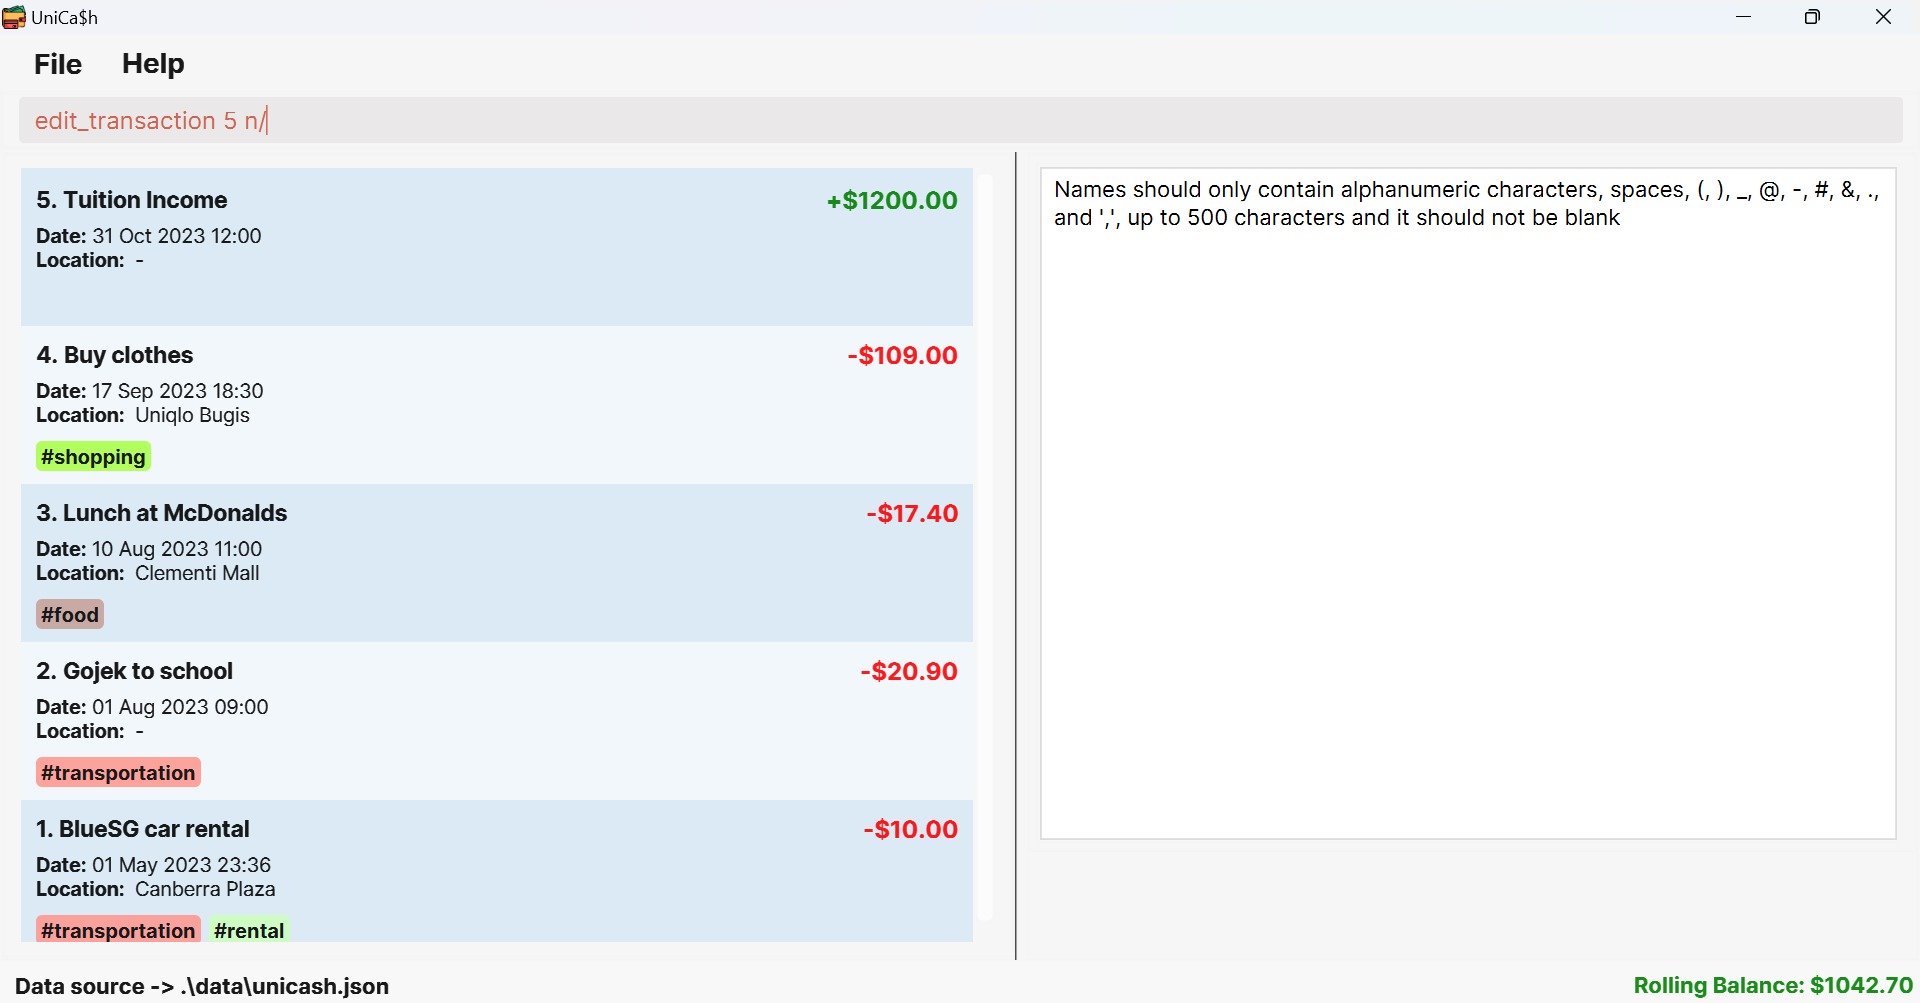 UniCa$h
File Help
edit_transaction 5 n/
5. Tuition Income +$1200.00
Date: 31 Oct 2023 12:00
Location: -
4. Buy clothes -$109.00
Date: 17 Sep 2023 18:30
Location: Uniqlo Bugis
#shopping
3. Lunch at McDonalds -$17.40
Date: 10 Aug 2023 11:00
Location: Clementi Mall
#food
2. Gojek to school -$20.90
Date: 01 Aug 2023 09:00
Location: -
#transportation
1. BlueSG car rental -$10.00
Date: 01 May 2023 23:36
Location: Canberra Plaza
#transportation #rental
Names should only contain alphanumeric characters, spaces, (, ), _, @, -, #, &, .,
and ',', up to 500 characters and it should not be blank
Data source -> .\data\unicash.json
Rolling Balance: $1042.70